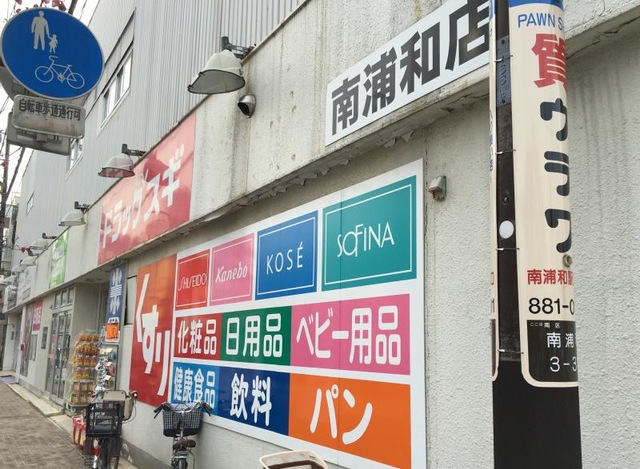 自転車歩道通行可
ドラッグスギ
南浦和店
くすり
SHISEIDO
Kanebo
KOSÉ
SOFINA
化粧品
日用品
ベビー用品
健康食品
飲料
パン
PAWN S
質
ウラワ
南浦和駅
881-0
南区
南浦
3-3